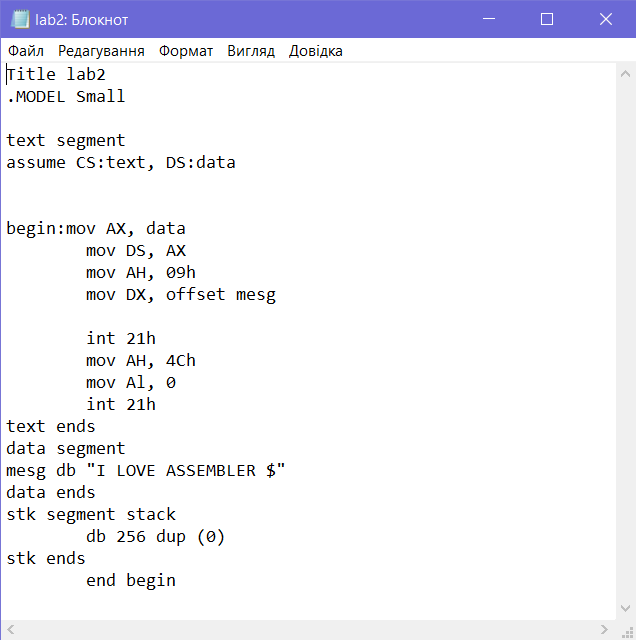 lab2: Блокнот
Файл Редагування Формат Вигляд Довідка
Title lab2
.MODEL Small
text segment
assume CS:text, DS:data
begin:mov AX, data
mov DS, AX
mov AH, 09h
mov DX, offset mesg
int 21h
mov AH, 4Ch
mov Al, 0
int 21h
text ends
data segment
mesg db "I LOVE ASSEMBLER $"
data ends
stk segment stack
db 256 dup (0)
stk ends
end begin